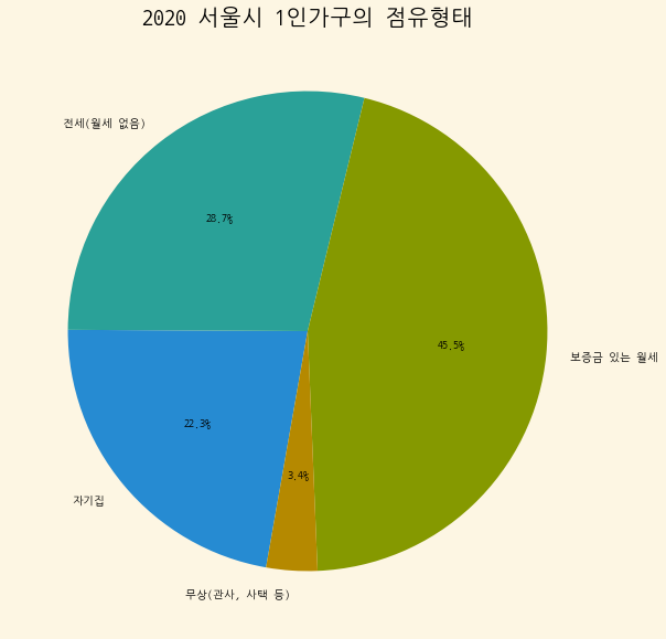 2020 서울시 1인가구의 점유형태
전세(월세 없음)
28.7%
45.5%
보증금 있는 월세
22.3%
3.4%
자기집
무상(관사, 사택 등)